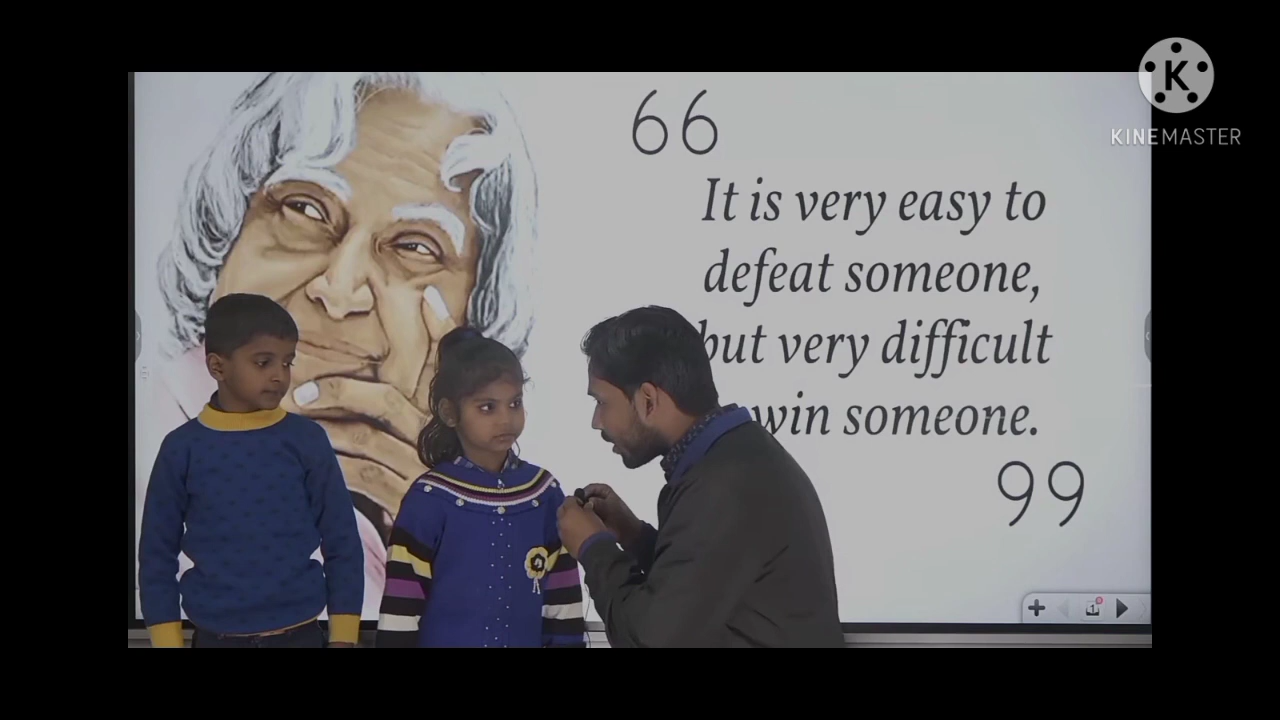 K
KINEMASTER
66
It is very easy to
defeat someone,
but very difficult
win someone.
99